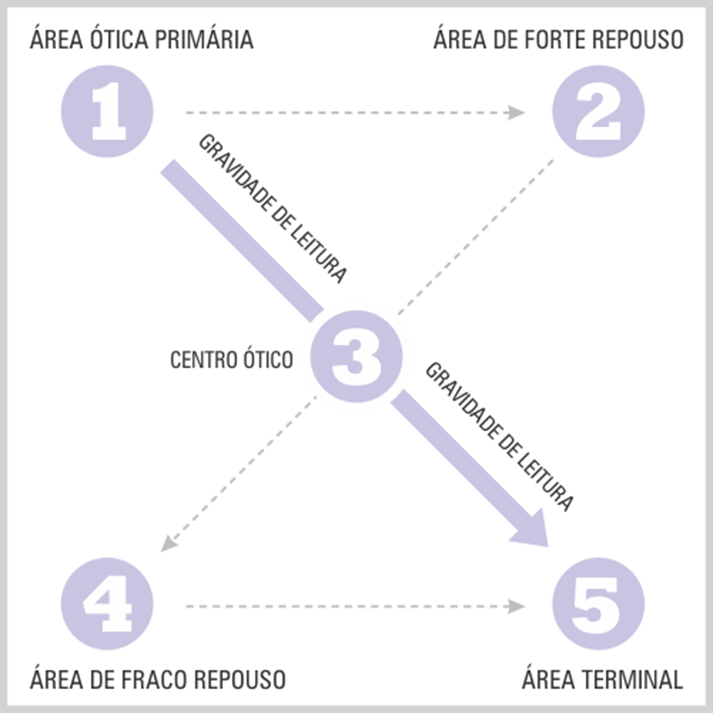 ÁREA ÓTICA PRIMÁRIA
ÁREA DE FORTE REPOUSO
1
2
GRAVIDADE DE LEITURA
CENTRO ÓTICO
3
GRAVIDADE DE LEITURA
4
5
ÁREA DE FRACO REPOUSO
ÁREA TERMINAL